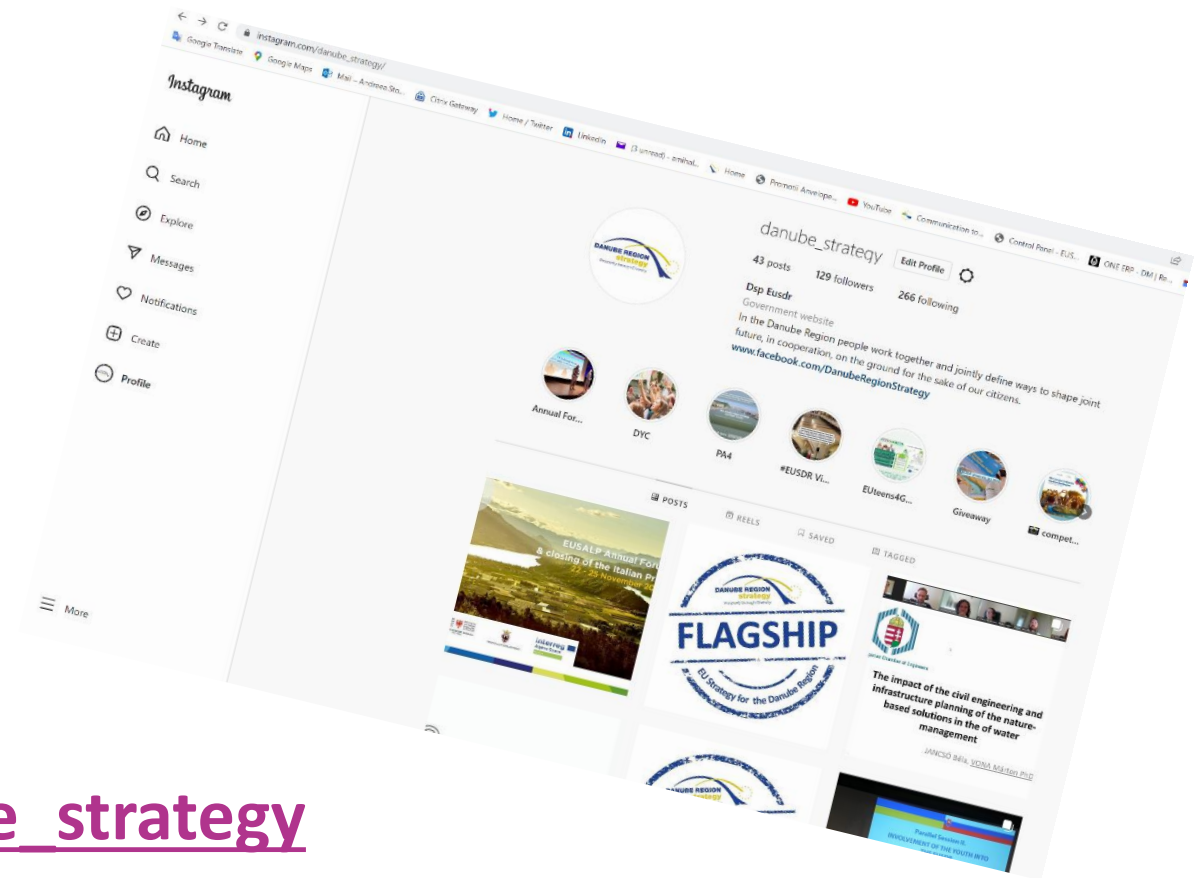 instagram.com/danube_strategy/
Google Translate
Google Maps
Mail – Andreea Sto...
Citrix Gateway
Home / Twitter
LinkedIn
(3 unread) - amihal...
Home
Promotii Anvelope...
YouTube
Communication to...
Control Panel - EUS...
ONE ERP - DM | Re...
Instagram
Home
Search
Explore
Messages
Notifications
Create
Profile
More
DANUBE REGION
strategy
danube_strategy
Edit Profile
43 posts
129 followers
266 following
Dsp Eusdr
Government website
In the Danube Region people work together and jointly define ways to shape joint
future, in cooperation, on the ground for the sake of our citizens.
www.facebook.com/DanubeRegionStrategy
Annual For...
DYC
PA4
#EUSDR Vi...
EUteens4G...
Giveaway
compet...
POSTS
REELS
SAVED
TAGGED
EUSALP Annual For
& closing of the Italian Pr
22 - 25 November
interreg
DANUBE REGION
strategy
FLAGSHIP
EU Strategy for the Danube Region
The impact of the civil engineering and
infrastructure planning of the nature-
based solutions in the of water
management
JANCSÓ Béla, VONA Márton PhD
DANUBE REGION
strategy
Parallel Session II.
INVOLVEMENT OF THE YOUTH INTO
e_strategy